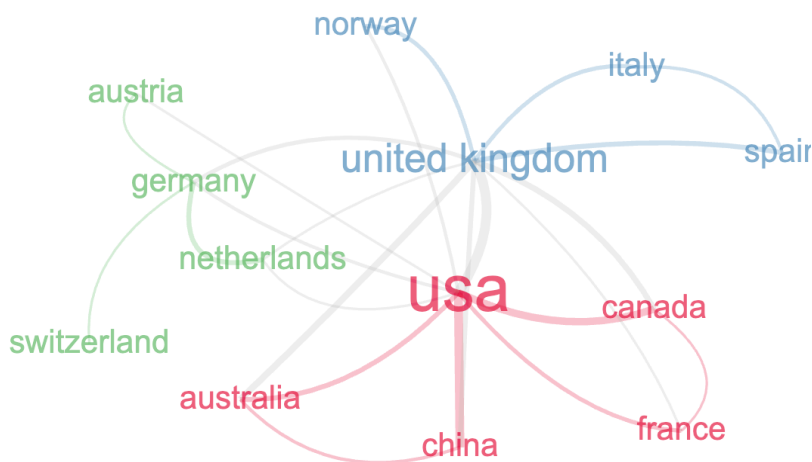 norway
italy
austria
united kingdom
spain
germany
netherlands
usa
canada
switzerland
australia
france
china